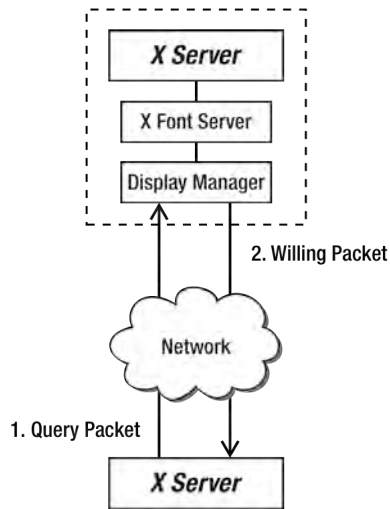 X Server
X Font Server
Display Manager
2. Willing Packet
Network
1. Query Packet
X Server